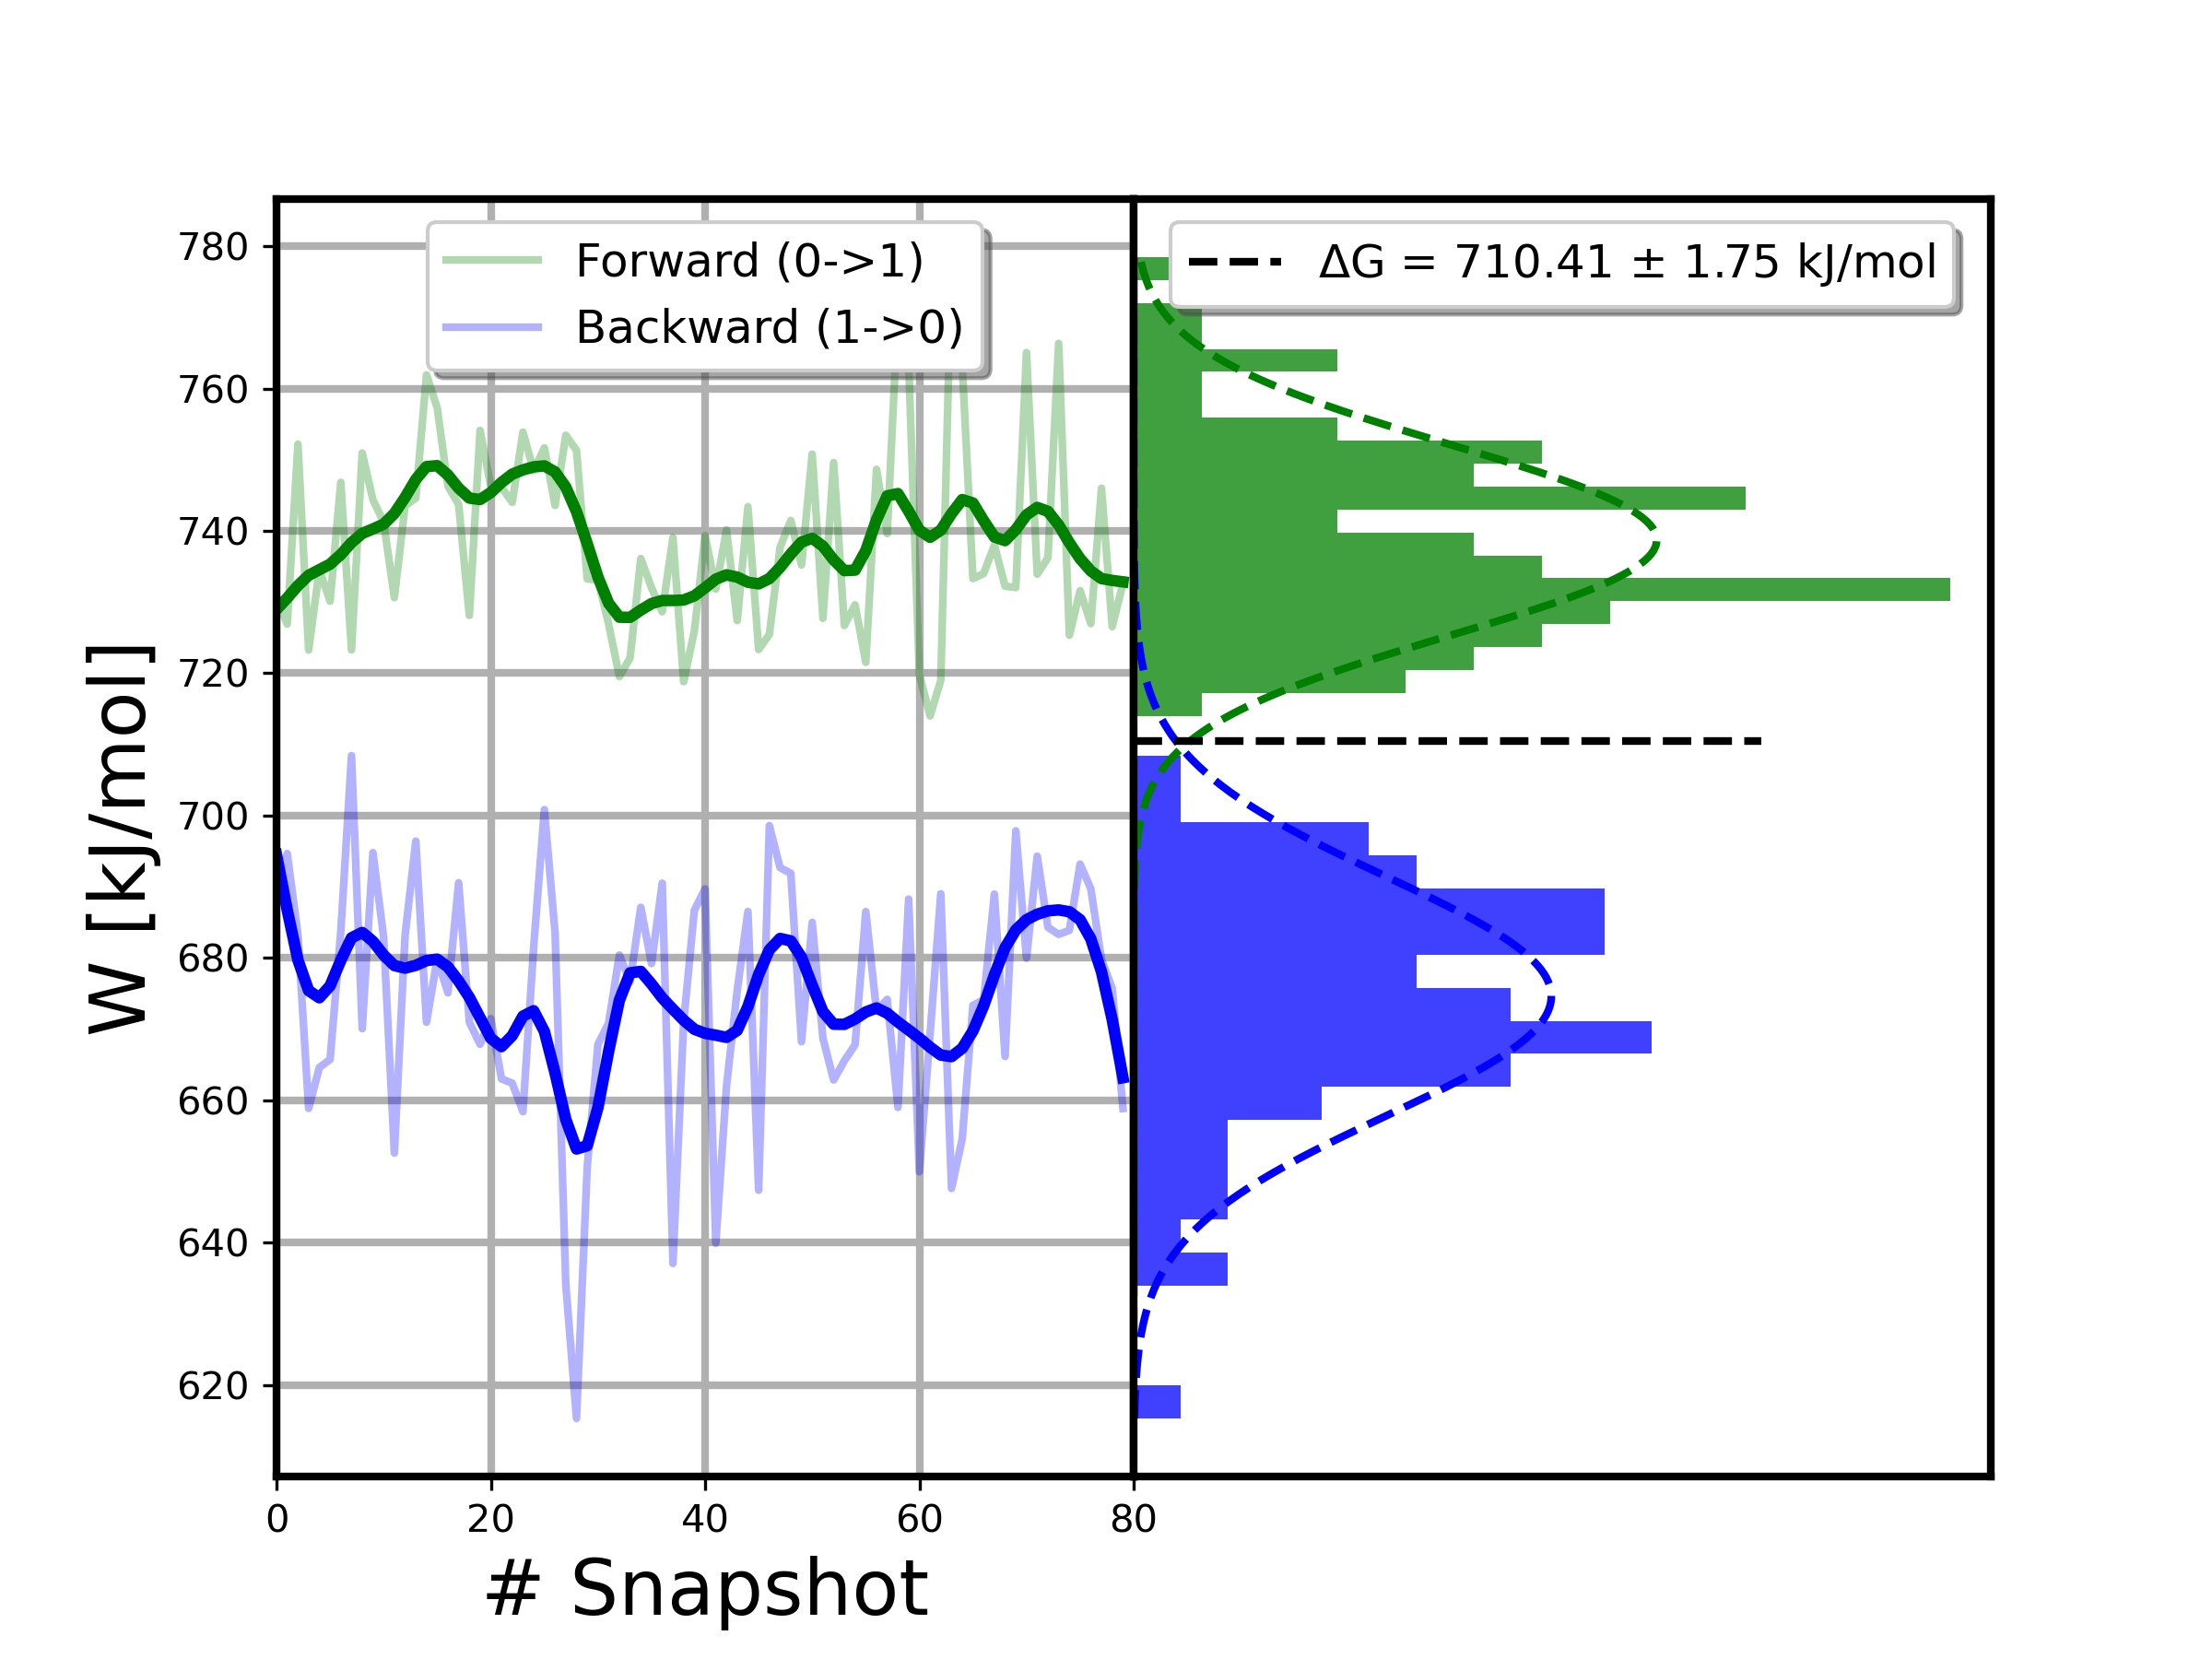 Forward (0->1)
Backward (1->0)
ΔG = 710.41 ± 1.75 kJ/mol
W [kJ/mol]
780
760
740
720
700
680
660
640
620
0 20 40 60 80
# Snapshot